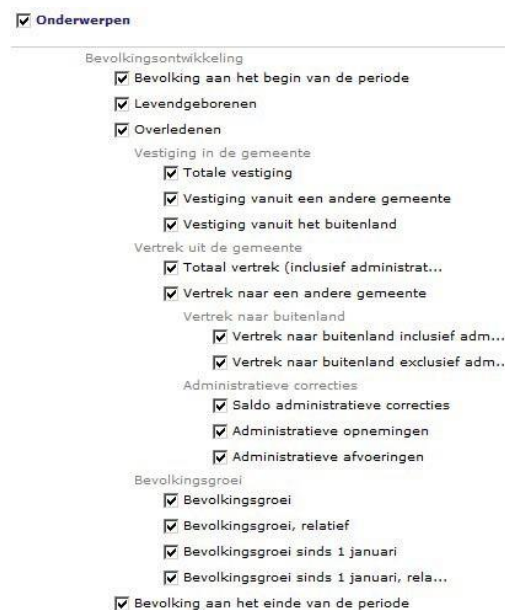 Onderwerpen
Bevolkingsontwikkeling
Bevolking aan het begin van de periode
Levendgeborenen
Overledenen
Vestiging in de gemeente
Totale vestiging
Vestiging vanuit een andere gemeente
Vestiging vanuit het buitenland
Vertrek uit de gemeente
Totaal vertrek (inclusief administrat...
Vertrek naar een andere gemeente
Vertrek naar buitenland
Vertrek naar buitenland inclusief adm...
Vertrek naar buitenland exclusief adm..
Administratieve correcties
Saldo administratieve correcties
Administratieve opnemingen
Administratieve afvoeringen
Bevolkingsgroei
Bevolkingsgroei
Bevolkingsgroei, relatief
Bevolkingsgroei sinds 1 januari
Bevolkingsgroei sinds 1 januari, rela...
Bevolking aan het einde van de periode